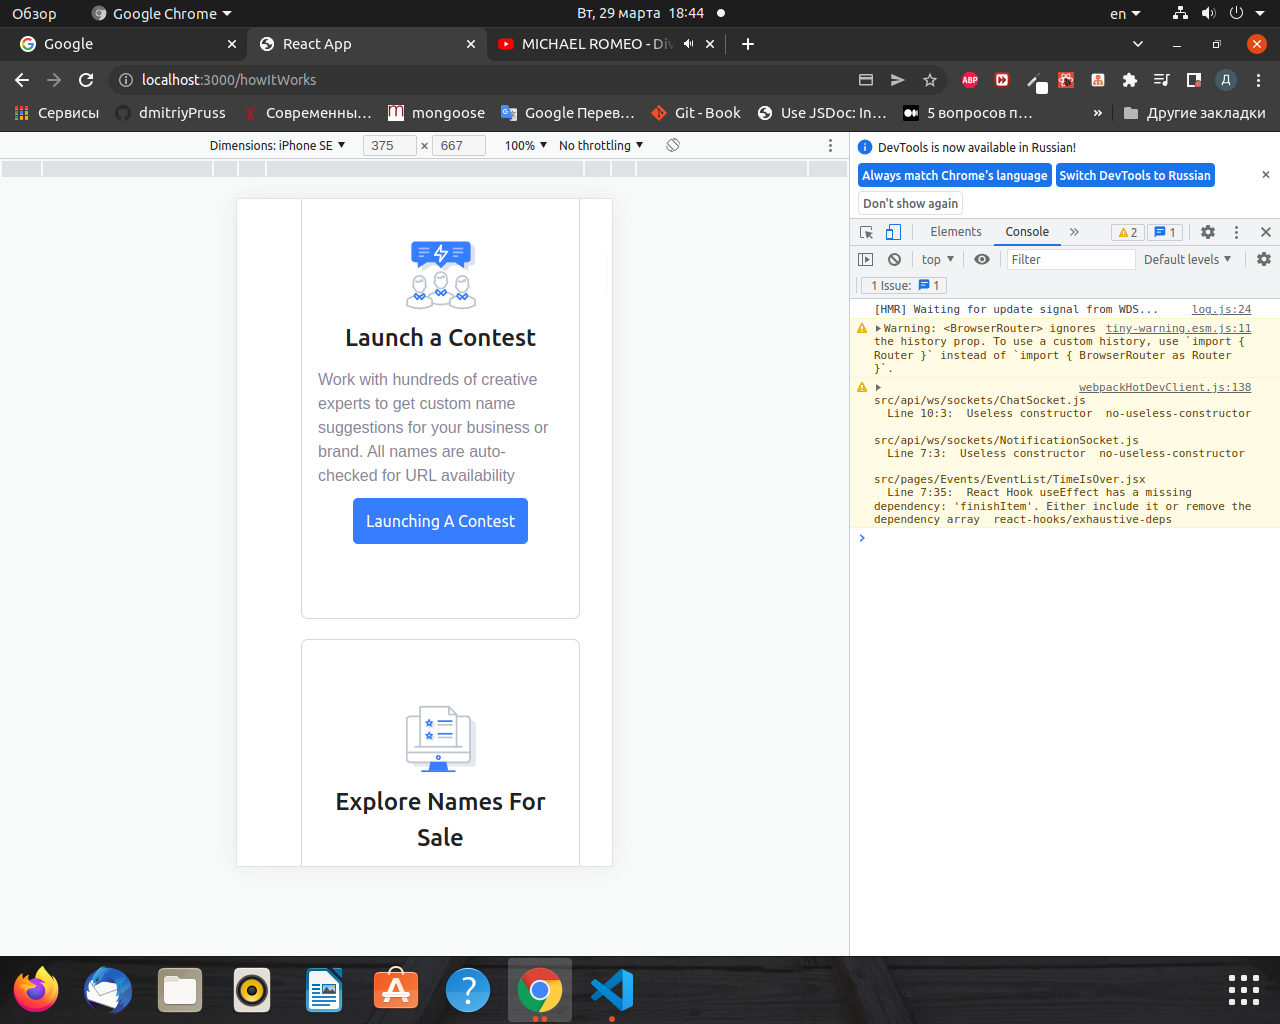 Обзор
Google Chrome
Вт, 29 марта 18:44
en
Google
React App
MICHAEL ROMEO - Div
localhost:3000/howItWorks
ABP
Д
Сервисы
dmitriyPruss
Современны...
mongoose
Google Перев...
Git - Book
Use JSDoc: In...
5 вопросов п...
»
Другие закладки
Dimensions: iPhone SE
375 × 667
100%
No throttling
Launch a Contest
Work with hundreds of creative
experts to get custom name
suggestions for your business or
brand. All names are auto-
checked for URL availability
Launching A Contest
Explore Names For
Sale
DevTools is now available in Russian!
Always match Chrome's language
Switch DevTools to Russian
Don't show again
Elements
Console
»
2
1
top
Filter
Default levels
1 Issue: 1
[HMR] Waiting for update signal from WDS... log.js:24
Warning: <BrowserRouter> ignores tiny-warning.esm.js:11
the history prop. To use a custom history, use `import {
Router }` instead of `import { BrowserRouter as Router
}`.
webpackHotDevClient.js:138
src/api/ws/sockets/ChatSocket.js
Line 10:3: Useless constructor no-useless-constructor
src/api/ws/sockets/NotificationSocket.js
Line 7:3: Useless constructor no-useless-constructor
src/pages/Events/EventList/TimeIsOver.jsx
Line 7:35: React Hook useEffect has a missing
dependency: 'finishItem'. Either include it or remove the
dependency array react-hooks/exhaustive-deps